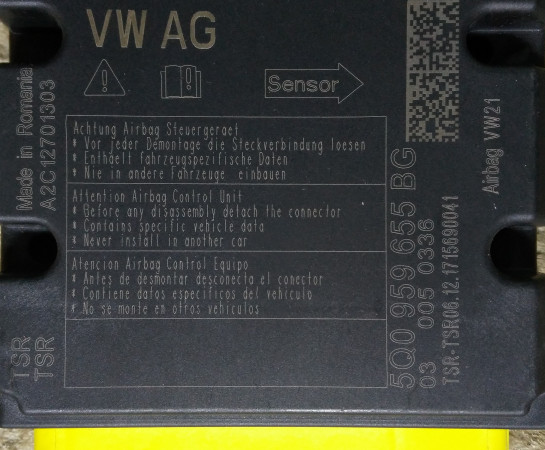 VW AG
Sensor
Made in Romania
A2C12701303
Achtung Airbag Steuergeraet
* Vor jeder Demontage die Steckverbindung loesen
* Enthaelt Fahrzeugspezifische Daten
* Nie in andere Fahrzeuge einbauen
Attention Airbag Control Unit
* Before any disassembly detach the connector
* Contains specific vehicle data
* Never install in another car
Atencion Airbag Control Equipo
* Antes de desmontar desconecta el conector
* Contiene datos especificos del vehiculo
* No se monte en otros vehiculos
TSR
TSR
5Q0 959 655 BG
03 005 0336
TSR-TSR06.12.1715690041
Airbag VW21